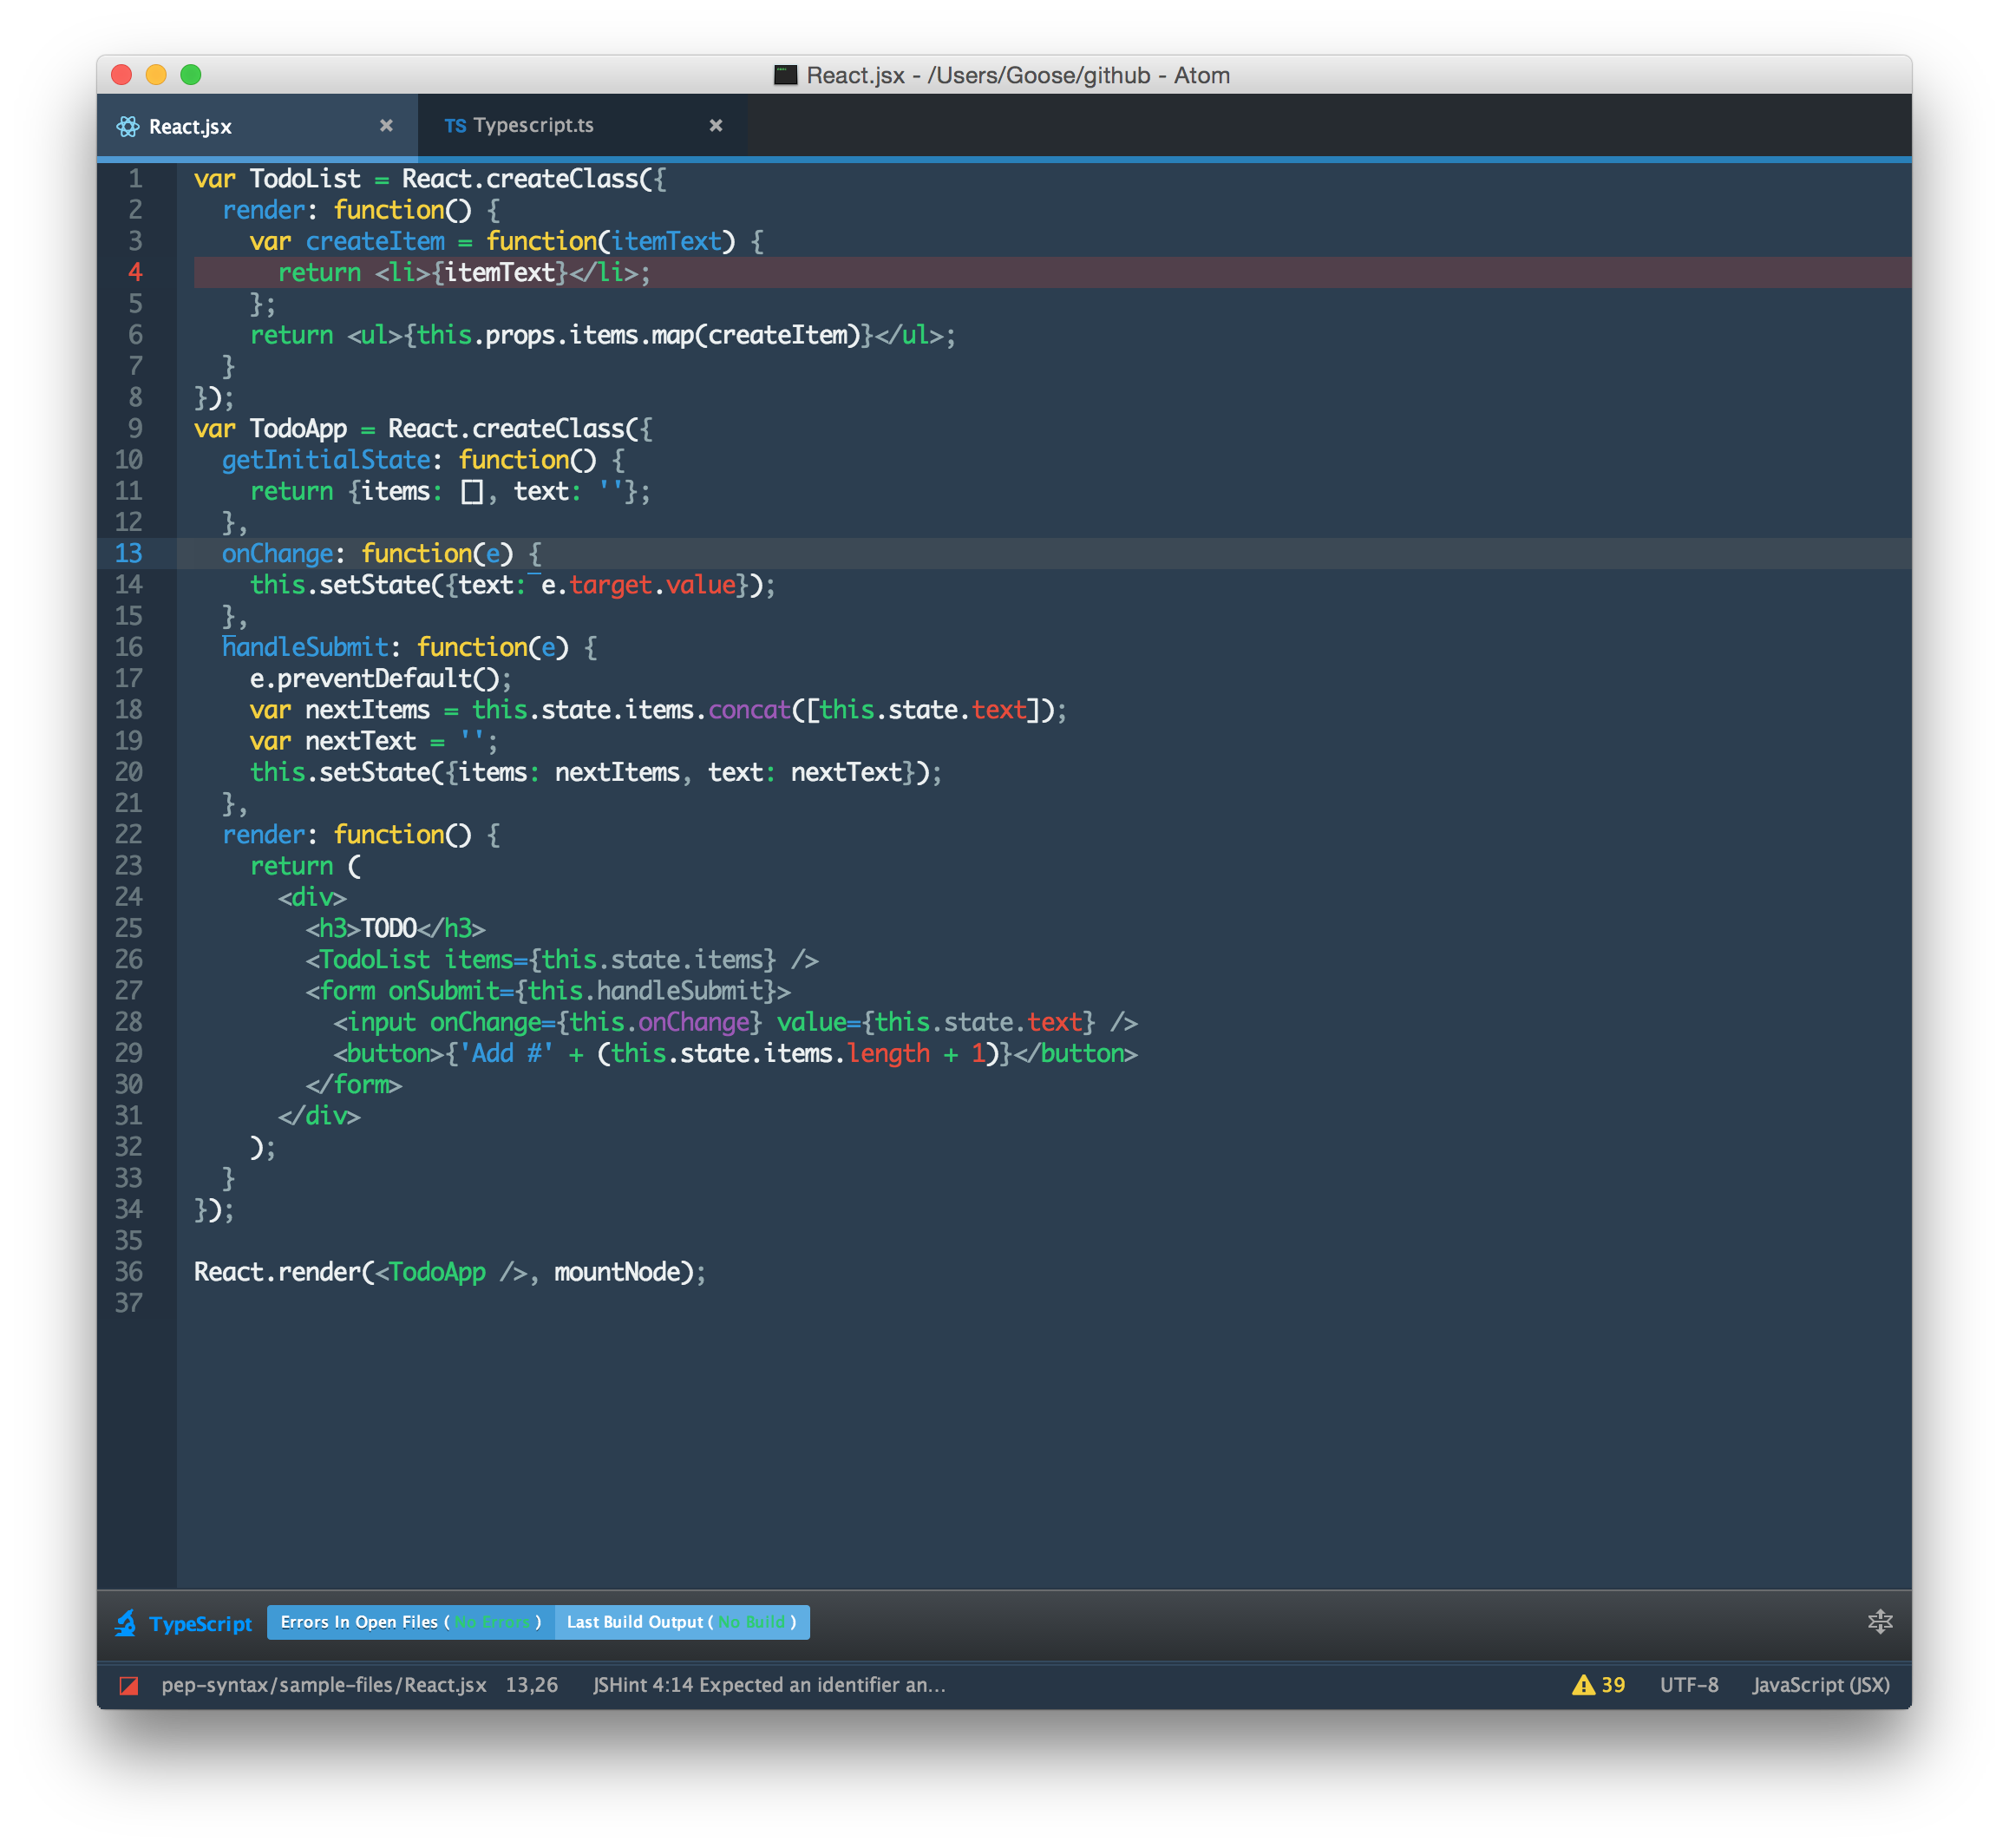 React.jsx - /Users/Goose/github - Atom
React.jsx × TS Typescript.ts ×
1 var TodoList = React.createClass({
2   render: function() {
3     var createItem = function(itemText) {
4       return <li>{itemText}</li>;
5     };
6     return <ul>{this.props.items.map(createItem)}</ul>;
7   }
8 });
9 var TodoApp = React.createClass({
10   getInitialState: function() {
11     return {items: [], text: ''};
12   },
13   onChange: function(e) {
14     this.setState({text: e.target.value});
15   },
16   handleSubmit: function(e) {
17     e.preventDefault();
18     var nextItems = this.state.items.concat([this.state.text]);
19     var nextText = '';
20     this.setState({items: nextItems, text: nextText});
21   },
22   render: function() {
23     return (
24       <div>
25         <h3>TODO</h3>
26         <TodoList items={this.state.items} />
27         <form onSubmit={this.handleSubmit}>
28           <input onChange={this.onChange} value={this.state.text} />
29           <button>{'Add #' + (this.state.items.length + 1)}</button>
30         </form>
31       </div>
32     );
33   }
34 });
35
36 React.render(<TodoApp />, mountNode);
37
TypeScript Errors In Open Files ( No Errors ) Last Build Output ( No Build )
pep-syntax/sample-files/React.jsx 13,26 JSHint 4:14 Expected an identifier an... 39 UTF-8 JavaScript (JSX)